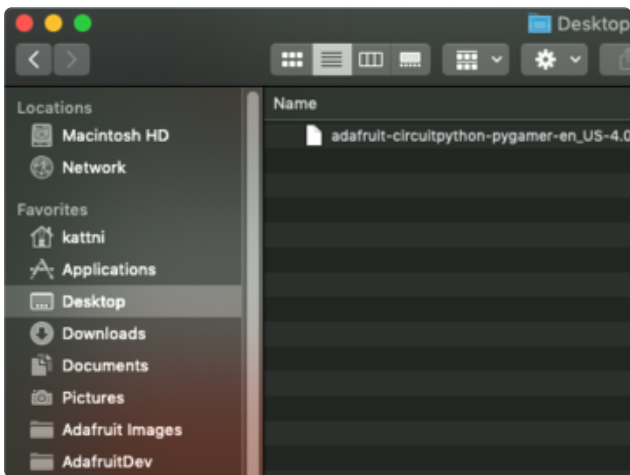 Desktop
Locations
Macintosh HD
Network
Favorites
kattni
Applications
Desktop
Downloads
Documents
Pictures
Adafruit Images
AdafruitDev
Name
adafruit-circuitpython-pygamer-en_US-4.0